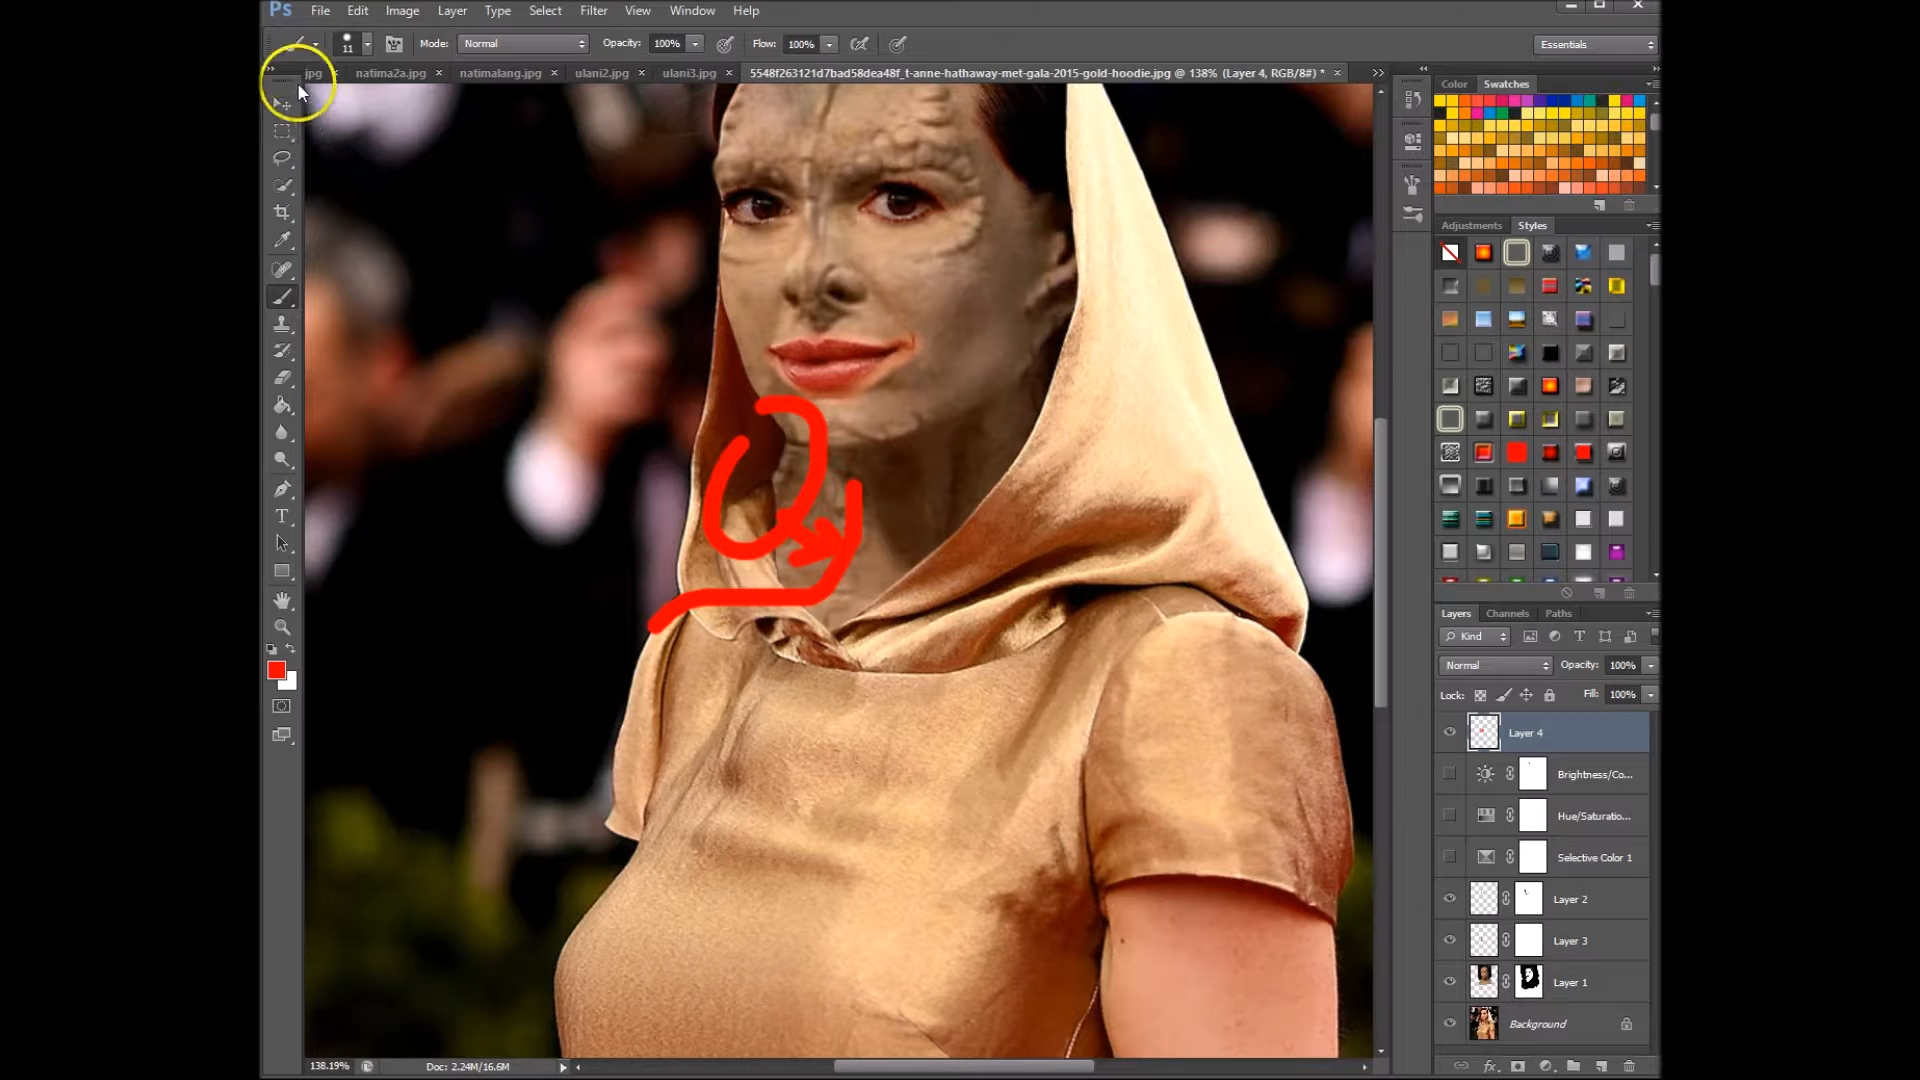 Ps File Edit Image Layer Type Select Filter View Window Help
11 Mode: Normal Opacity: 100% Flow: 100% Essentials
jpg × natima2a.jpg × natimalang.jpg × ulani2.jpg × ulani3.jpg × 5548f263121d7bad58dea48f_t-anne-hathaway-met-gala-2015-gold-hoodie.jpg @ 138% (Layer 4, RGB/8#) * ×
Color Swatches
Adjustments Styles
Layers Channels Paths
Kind
Normal Opacity: 100%
Lock: Fill: 100%
Layer 4
Brightness/Co...
Hue/Saturatio...
Selective Color 1
Layer 2
Layer 3
Layer 1
Background
138.19% Doc: 2.24M/16.6M